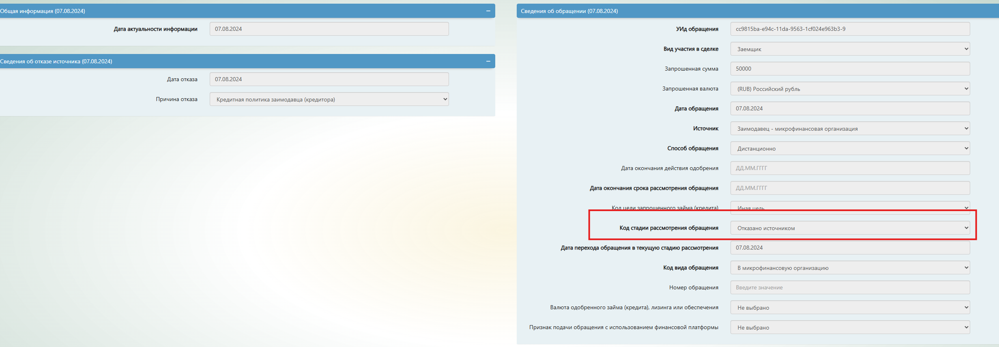 Общая информация (07.08.2024)
Дата актуальности информации 07.08.2024
Сведения об отказе источника (07.08.2024)
Дата отказа 07.08.2024
Причина отказа Кредитная политика заимодавца (кредитора)
Сведения об обращении (07.08.2024)
УИд обращения cc9815ba-e94c-11da-9563-1cf024e963b3-9
Вид участия в сделке Заемщик
Запрошенная сумма 50000
Запрошенная валюта (RUB) Российский рубль
Дата обращения 07.08.2024
Источник Заимодавец - микрофинансовая организация
Способ обращения Дистанционно
Дата окончания действия одобрения ДД.ММ.ГГГГ
Дата окончания срока рассмотрения обращения ДД.ММ.ГГГГ
Код цели запрошенного займа (кредита) Иная цель
Код стадии рассмотрения обращения Отказано источником
Дата перехода обращения в текущую стадию рассмотрения 07.08.2024
Код вида обращения В микрофинансовую организацию
Номер обращения Введите значение
Валюта одобренного займа (кредита), лизинга или обеспечения Не выбрано
Признак подачи обращения с использованием финансовой платформы Не выбрано